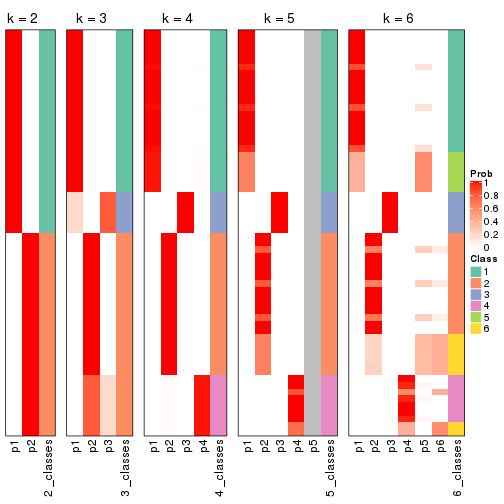 k = 2
k = 3
k = 4
k = 5
k = 6
p1
p2
2_classes
p1
p2
p3
3_classes
p1
p2
p3
p4
4_classes
p1
p2
p3
p4
p5
5_classes
p1
p2
p3
p4
p5
p6
6_classes
Prob
1
0.8
0.6
0.4
0.2
0
Class
1
2
3
4
5
6